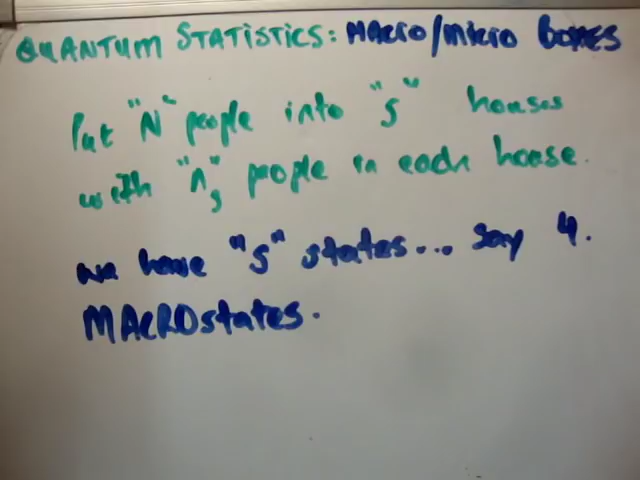 QUANTUM STATISTICS: MACRO/MICRO BOXES
Put "N" people into "s" houses
with "n"s people in each house.
we have "s" states... say 4.
MACROstates.